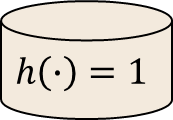 h(·) = 1